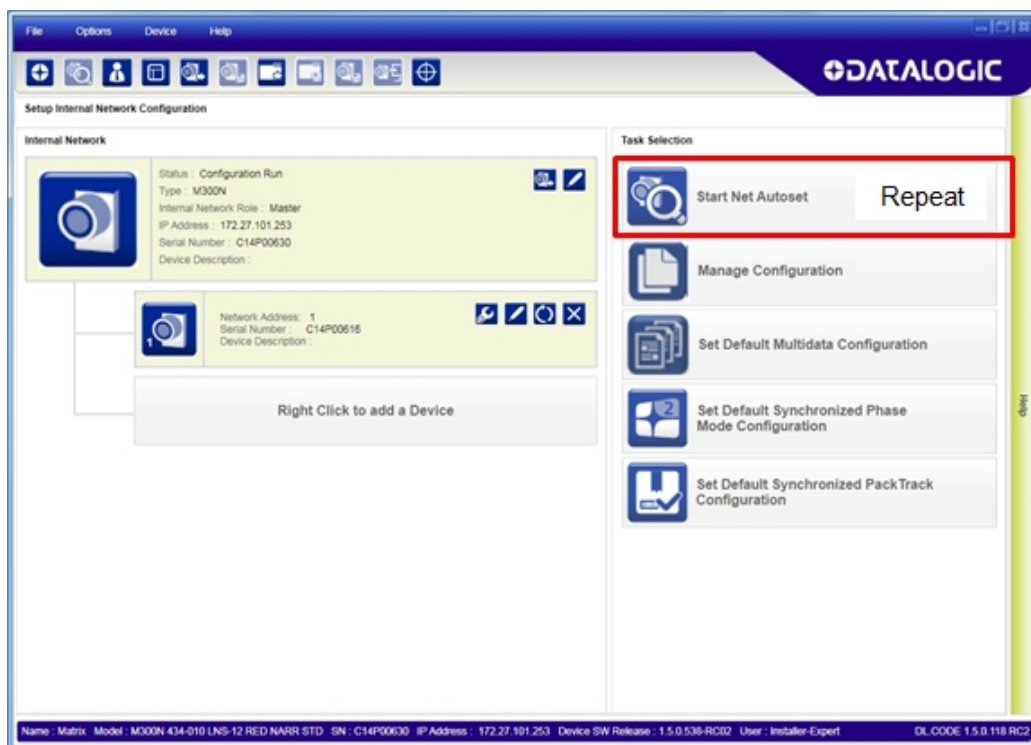 File Options Device Help
DATALOGIC
Setup Internal Network Configuration
Internal Network
Status : Configuration Run
Type : M300N
Internal Network Role : Master
IP Address : 172.27.101.253
Serial Number : C14P00630
Device Description :
1
Network Address: 1
Serial Number : C14P00616
Device Description :
Right Click to add a Device
Task Selection
Start Net Autoset
Repeat
Manage Configuration
Set Default Multidata Configuration
2
Set Default Synchronized Phase
Mode Configuration
Set Default Synchronized PackTrack
Configuration
Help
Name : Matrix Model : M300N 434-010 LNS-12 RED NARR STD SN : C14P00630 IP Address : 172.27.101.253 Device SW Release : 1.5.0.536-RC02 User : Installer-Expert DL.CODE 1.5.0.118 RC2